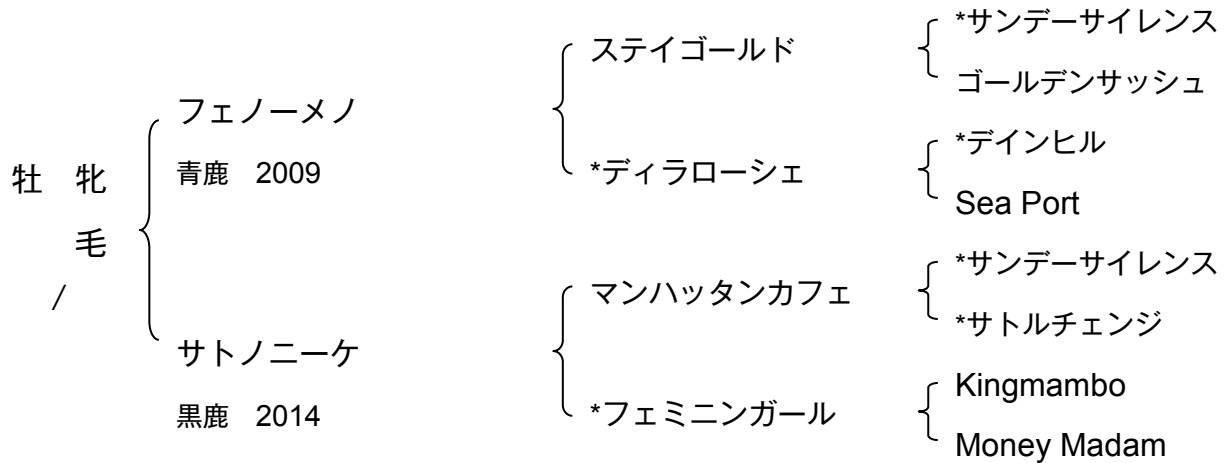 *サンデーサイレンス
ステイゴールド
ゴールデンサッシュ
フェノーメノ
*デインヒル
牡 牝
青鹿 2009
*ディラローシェ
Sea Port
毛
*サンデーサイレンス
/
マンハッタンカフェ
*サトルチェンジ
サトノニーケ
Kingmambo
黒鹿 2014
*フェミニンガール
Money Madam